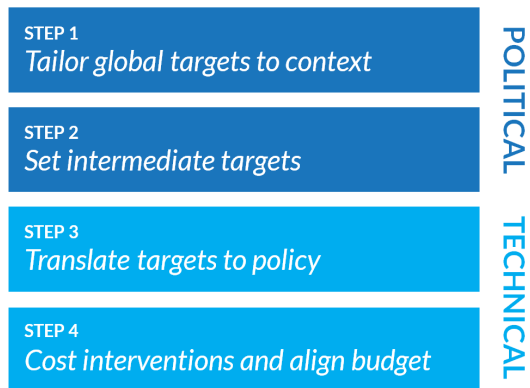 STEP 1
Tailor global targets to context
STEP 2
Set intermediate targets
POLITICAL
STEP 3
Translate targets to policy
STEP 4
Cost interventions and align budget
TECHNICAL